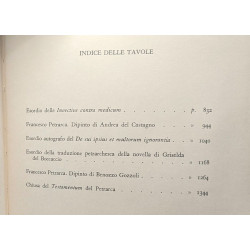 INDICE DELLE TAVOLE
Esordio delle Invective contra medicum p. 832
Francesco Petrarca. Dipinto di Andrea del Castagno » 944
Esordio autografo del De sui ipsius et multorum ignorantia » 1040
Esordio della traduzione petrarchesca della novella di Griselda
del Boccaccio » 1168
Francesco Petrarca. Dipinto di Benozzo Gozzoli » 1264
Chiusa del Testamentum del Petrarca » 1344